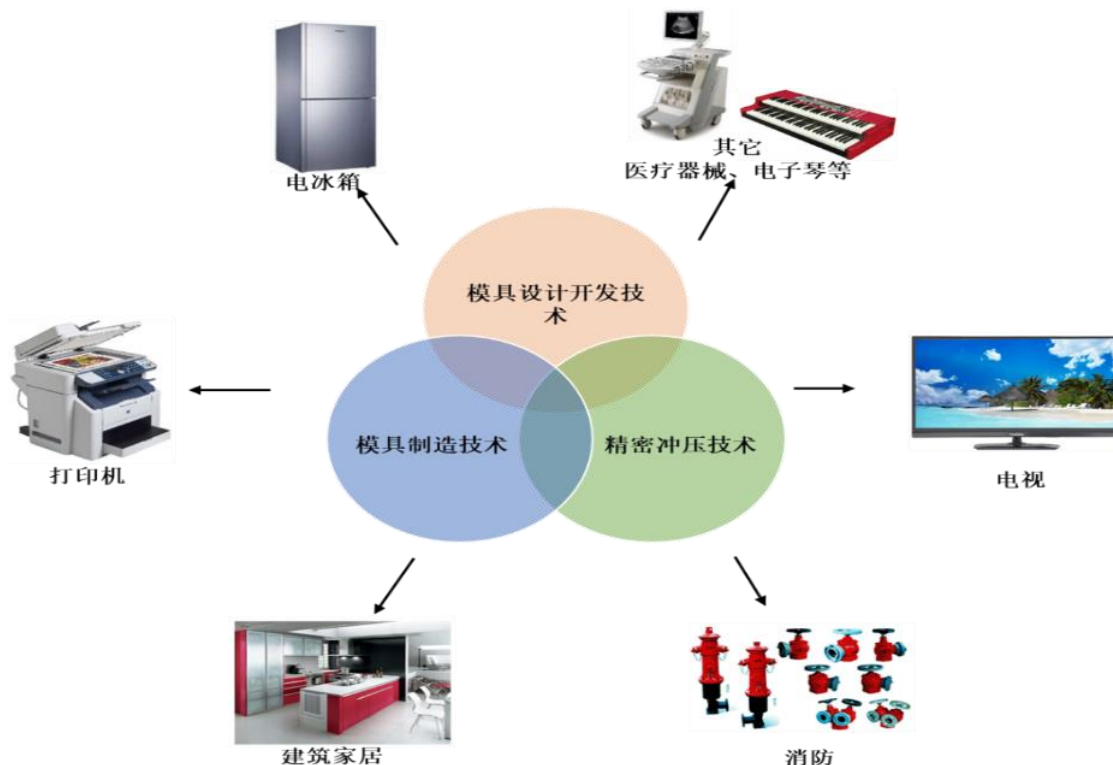 电冰箱
其它
医疗器械、电子琴等
模具设计开发技
术
模具制造技术
精密冲压技术
打印机
电视
建筑家居
消防